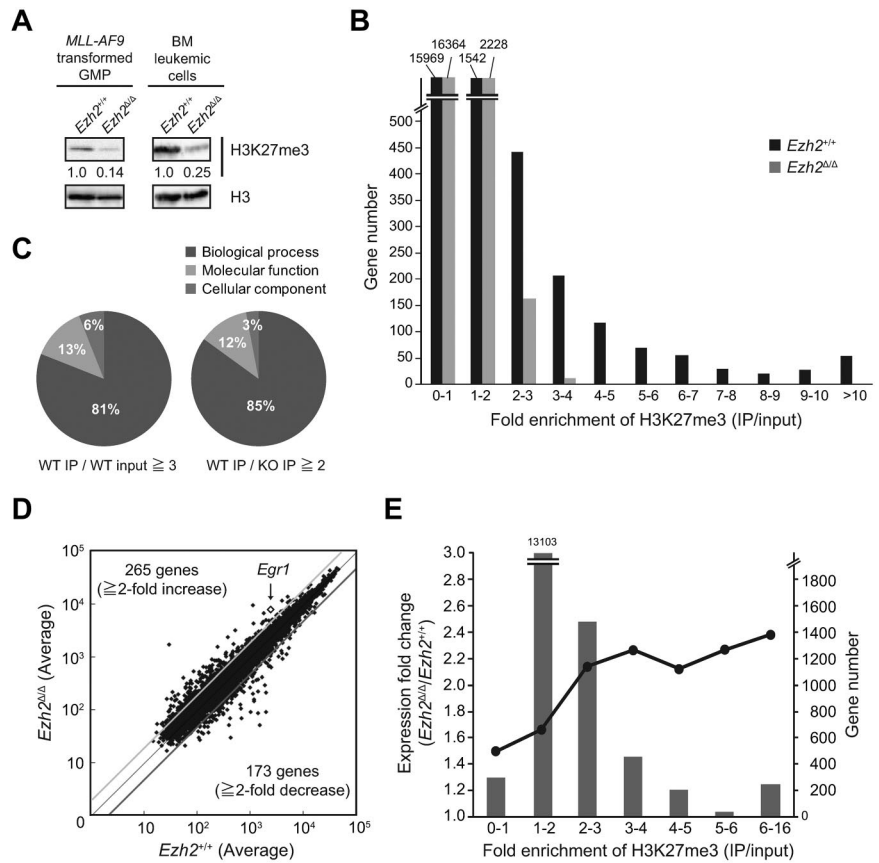 A
MLL-AF9
transformed
GMP
BM
leukemic
cells
Ezh2+/+
Ezh2Δ/Δ
Ezh2+/+
Ezh2Δ/Δ
H3K27me3
1.0 0.14 1.0 0.25
H3
B
15969
16364
1542
2228
500
450
400
350
300
250
200
150
100
50
0
Gene number
Ezh2+/+
Ezh2Δ/Δ
0-1 1-2 2-3 3-4 4-5 5-6 6-7 7-8 8-9 9-10 >10
Fold enrichment of H3K27me3 (IP/input)
C
Biological process
Molecular function
Cellular component
6%
13%
81%
3%
12%
85%
WT IP / WT input ≧ 3
WT IP / KO IP ≧ 2
D
10⁵
10⁴
10³
10²
10
0
Ezh2Δ/Δ (Average)
265 genes
(≧2-fold increase)
Egr1
173 genes
(≧2-fold decrease)
10 10² 10³ 10⁴ 10⁵
Ezh2+/+ (Average)
E
13103
3.0
2.8
2.6
2.4
2.2
2.0
1.8
1.6
1.4
1.2
1.0
Expression fold change
(Ezh2Δ/Δ/Ezh2+/+)
1800
1600
1400
1200
1000
800
600
400
200
0
Gene number
0-1 1-2 2-3 3-4 4-5 5-6 6-16
Fold enrichment of H3K27me3 (IP/input)